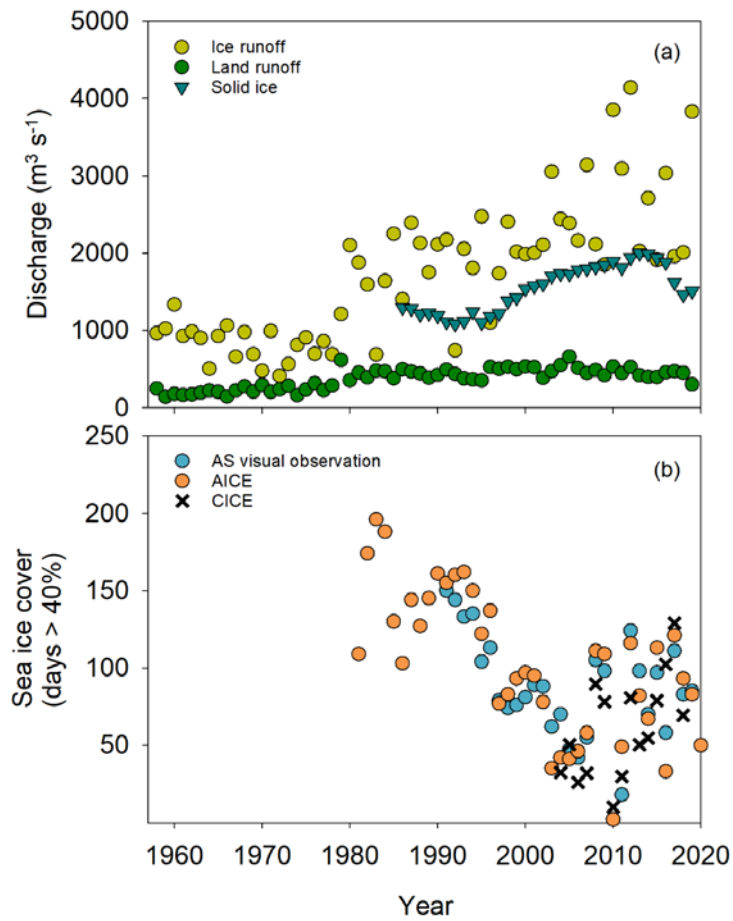 5000
(a)
Ice runoff
Land runoff
Solid ice
4000
3000
2000
1000
0
Discharge (m³ s⁻¹)
250
(b)
AS visual observation
AICE
CICE
200
150
100
50
Sea ice cover
(days > 40%)
1960 1970 1980 1990 2000 2010 2020
Year